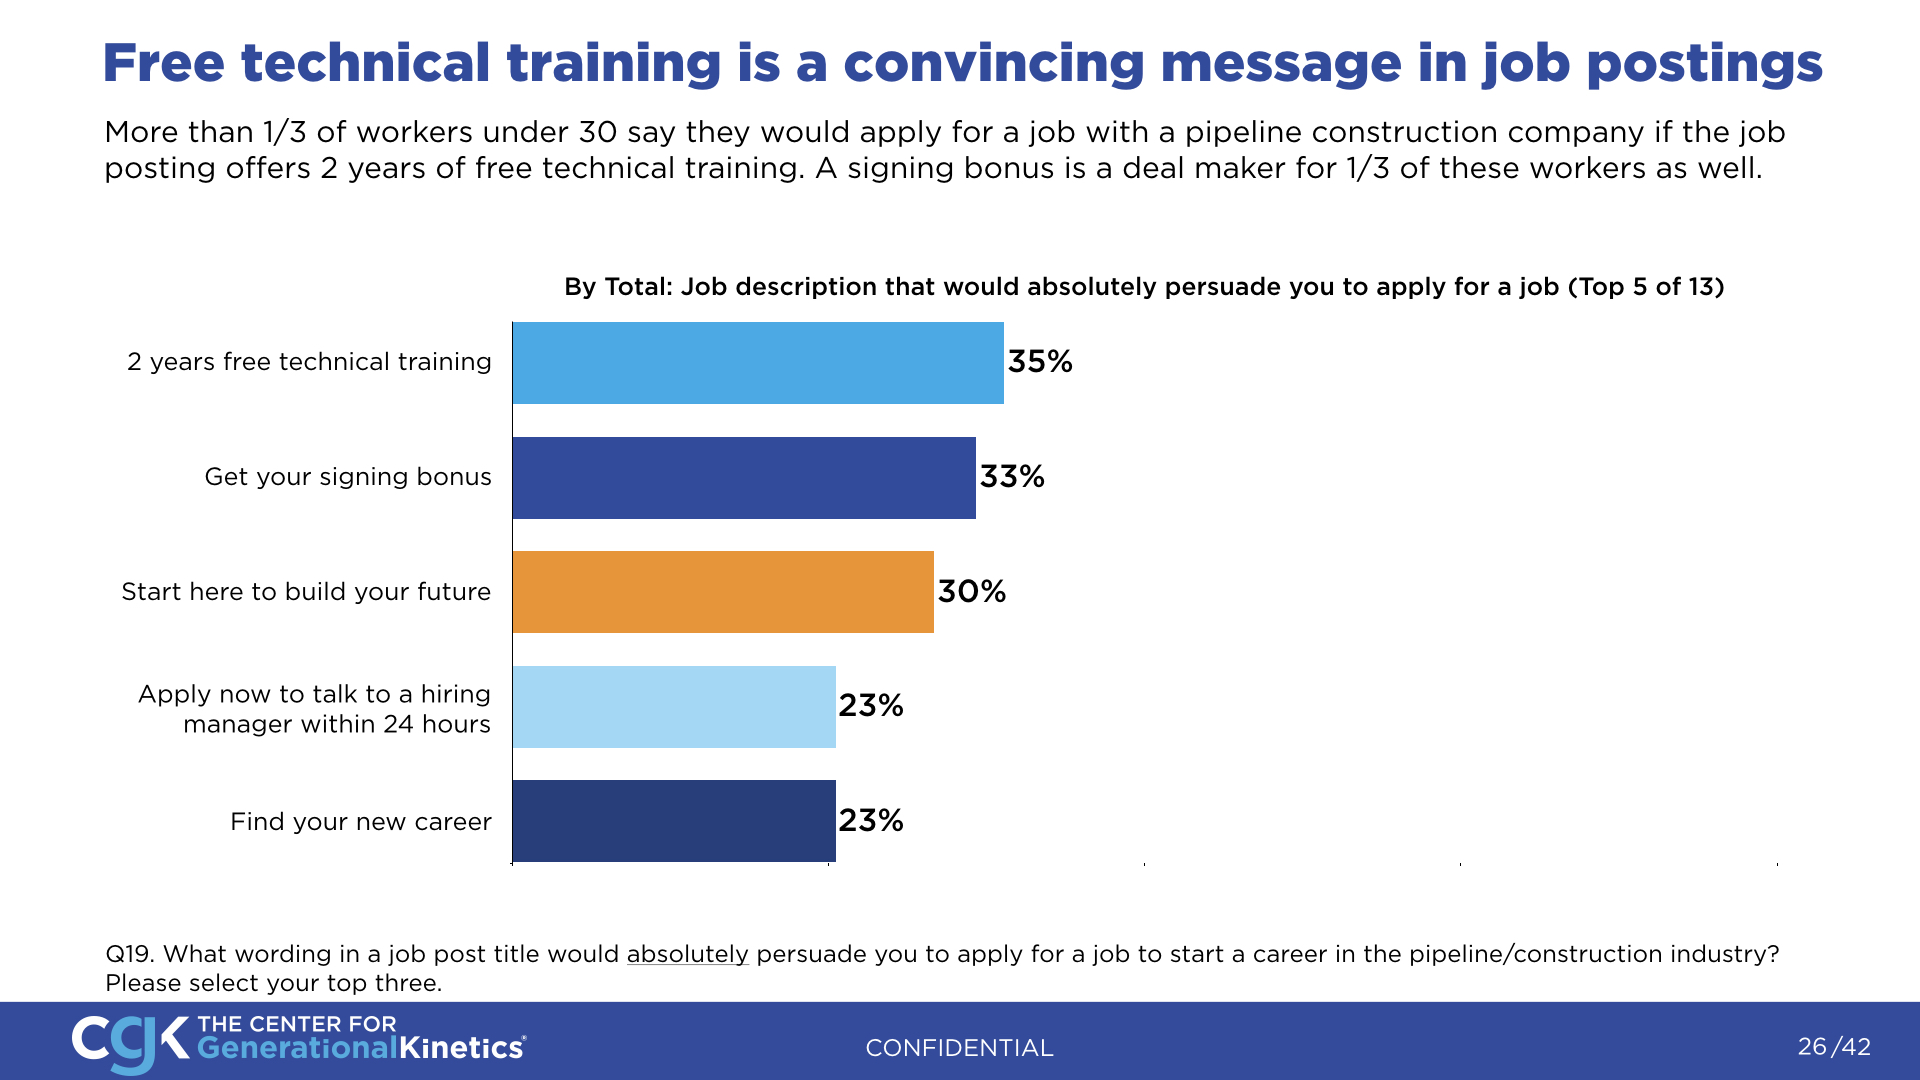 Free technical training is a convincing message in job postings
More than 1/3 of workers under 30 say they would apply for a job with a pipeline construction company if the job
posting offers 2 years of free technical training. A signing bonus is a deal maker for 1/3 of these workers as well.
By Total: Job description that would absolutely persuade you to apply for a job (Top 5 of 13)
2 years free technical training
35%
Get your signing bonus
33%
Start here to build your future
30%
Apply now to talk to a hiring
manager within 24 hours
23%
Find your new career
23%
Q19. What wording in a job post title would absolutely persuade you to apply for a job to start a career in the pipeline/construction industry?
Please select your top three.
cgk THE CENTER FOR
GenerationalKinetics®
CONFIDENTIAL
26/42